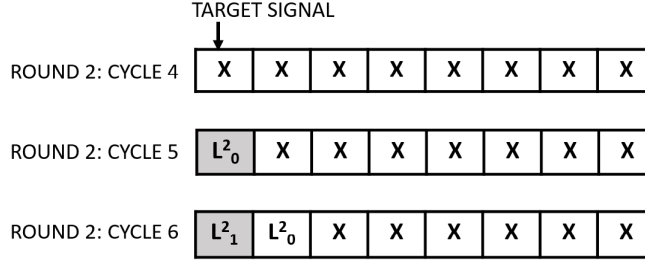 TARGET SIGNAL
ROUND 2: CYCLE 4 X X X X X X X X
ROUND 2: CYCLE 5 L²₀ X X X X X X X
ROUND 2: CYCLE 6 L²₁ L²₀ X X X X X X